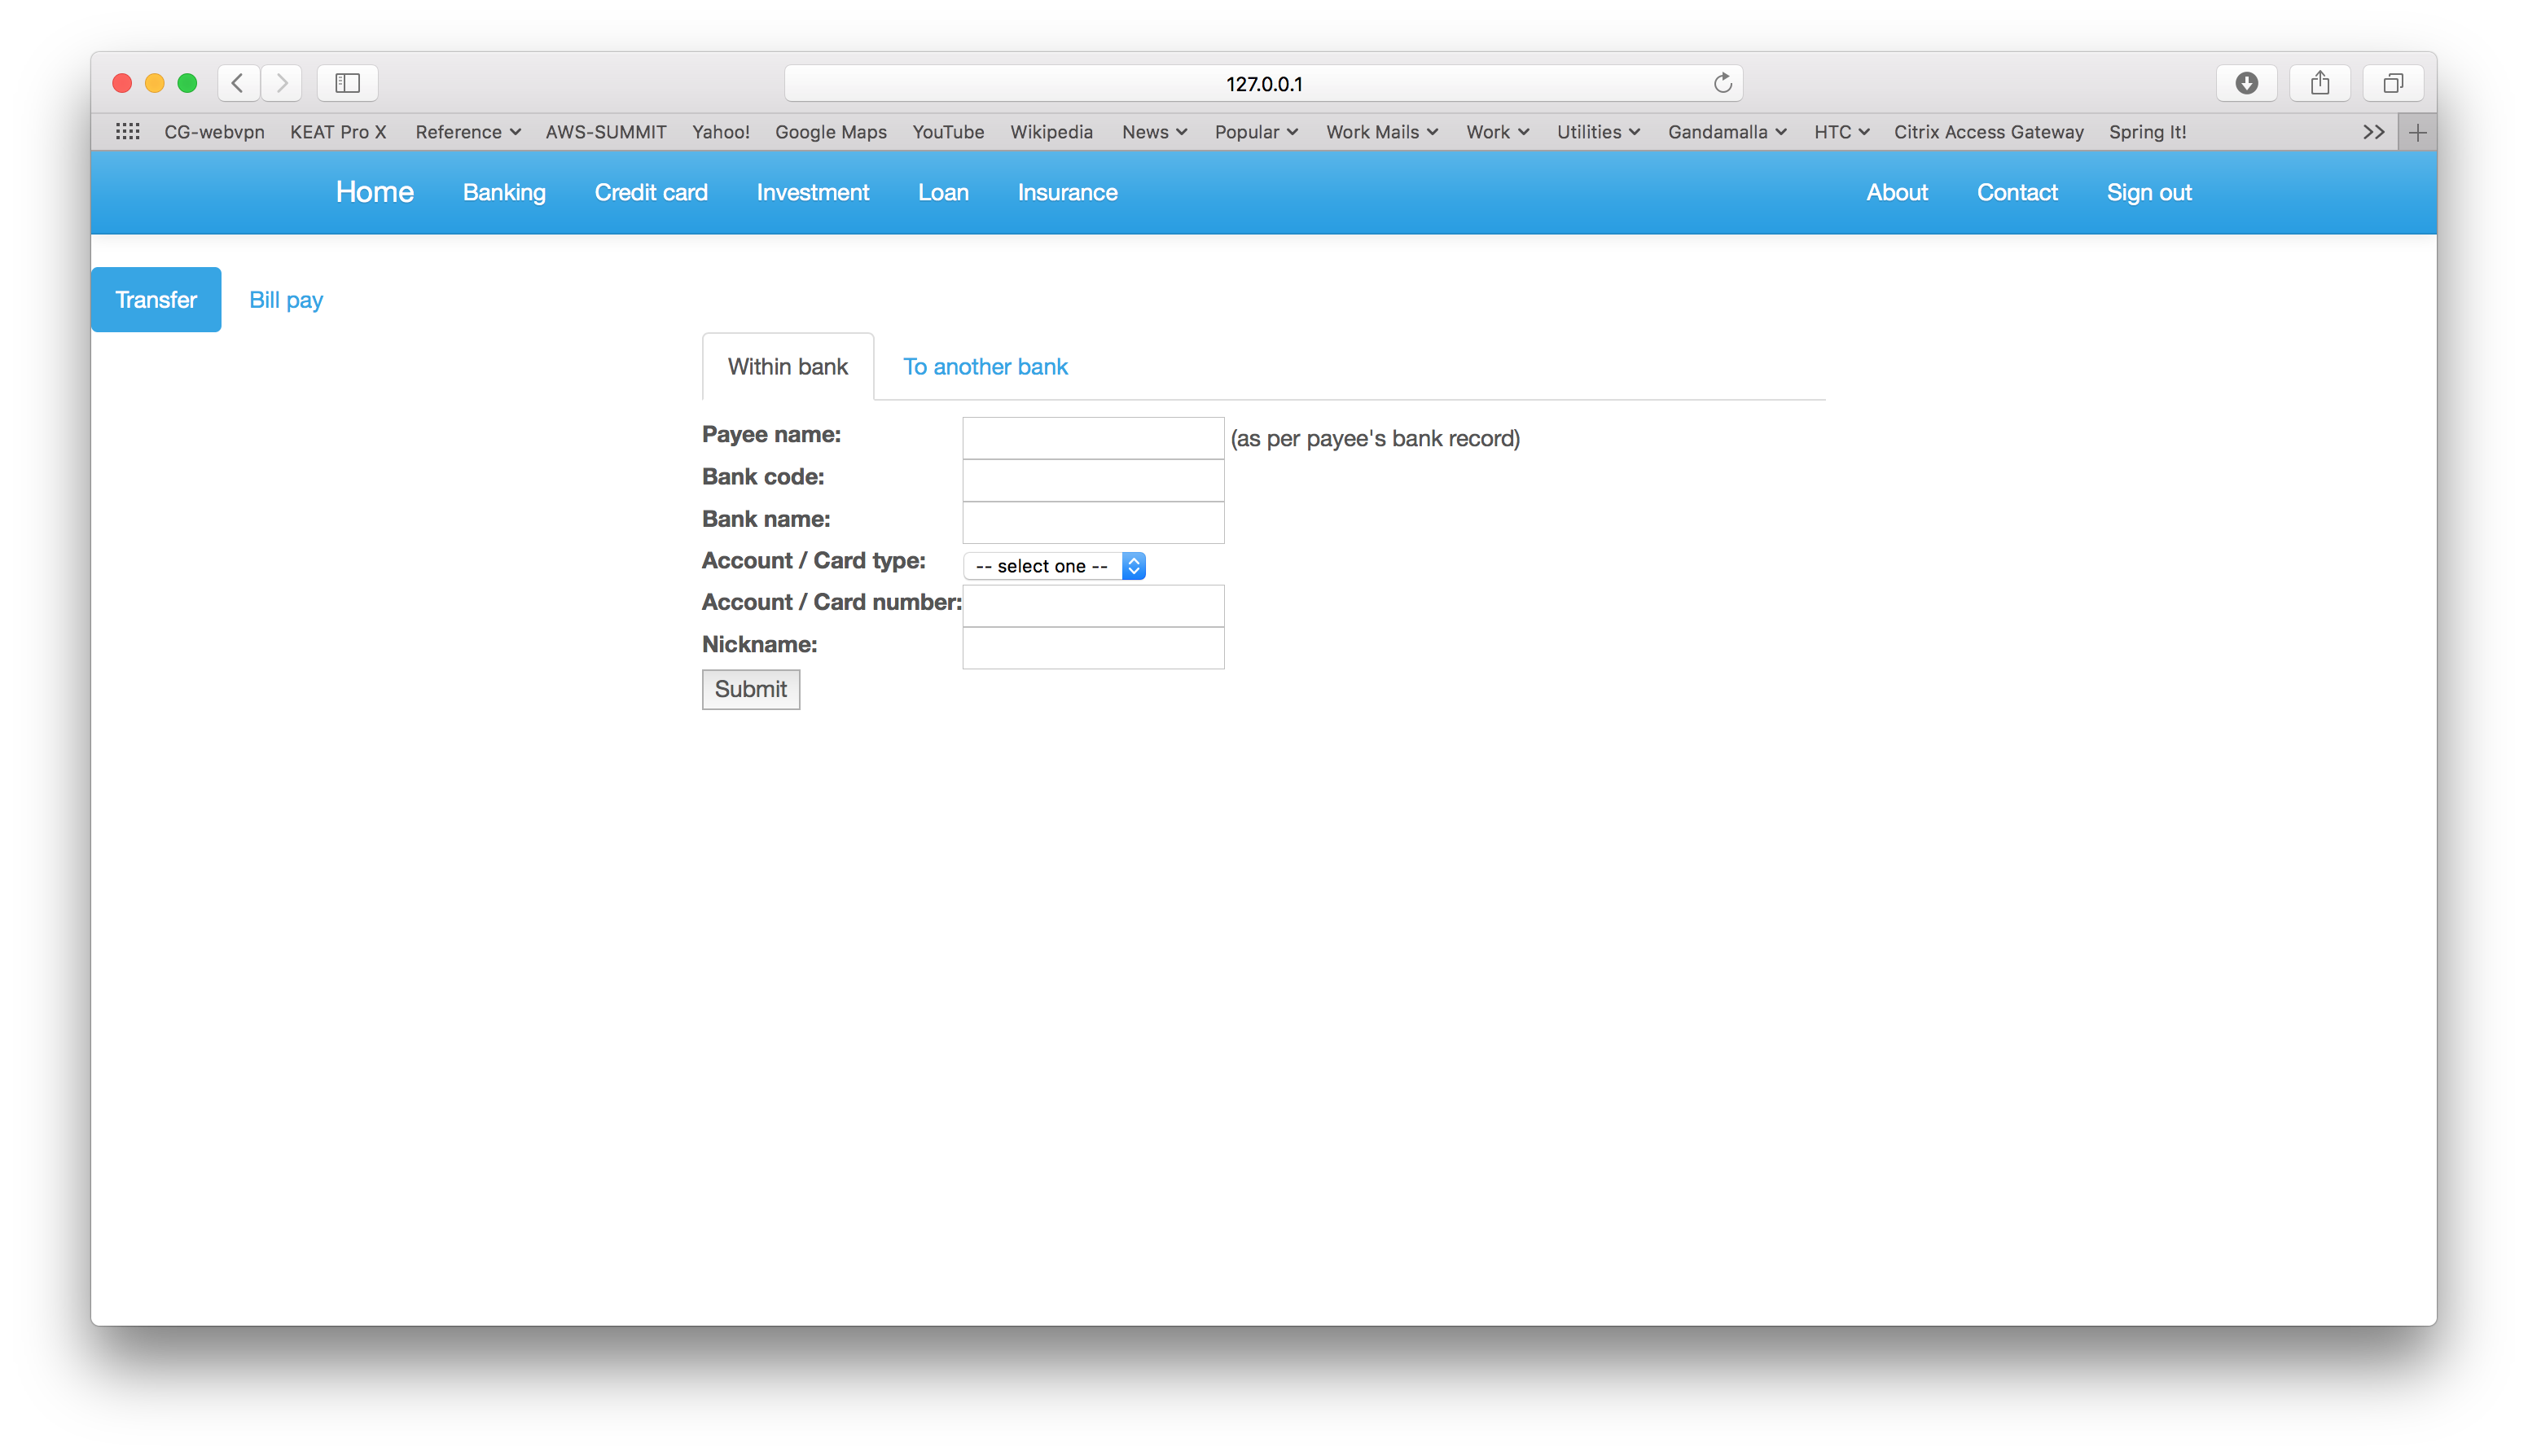 127.0.0.1
CG-webvpn KEAT Pro X Reference AWS-SUMMIT Yahoo! Google Maps YouTube Wikipedia News Popular Work Mails Work Utilities Gandamalla HTC Citrix Access Gateway Spring It!
Home Banking Credit card Investment Loan Insurance About Contact Sign out
Transfer Bill pay
Within bank To another bank
Payee name: (as per payee's bank record)
Bank code:
Bank name:
Account / Card type: -- select one --
Account / Card number:
Nickname:
Submit